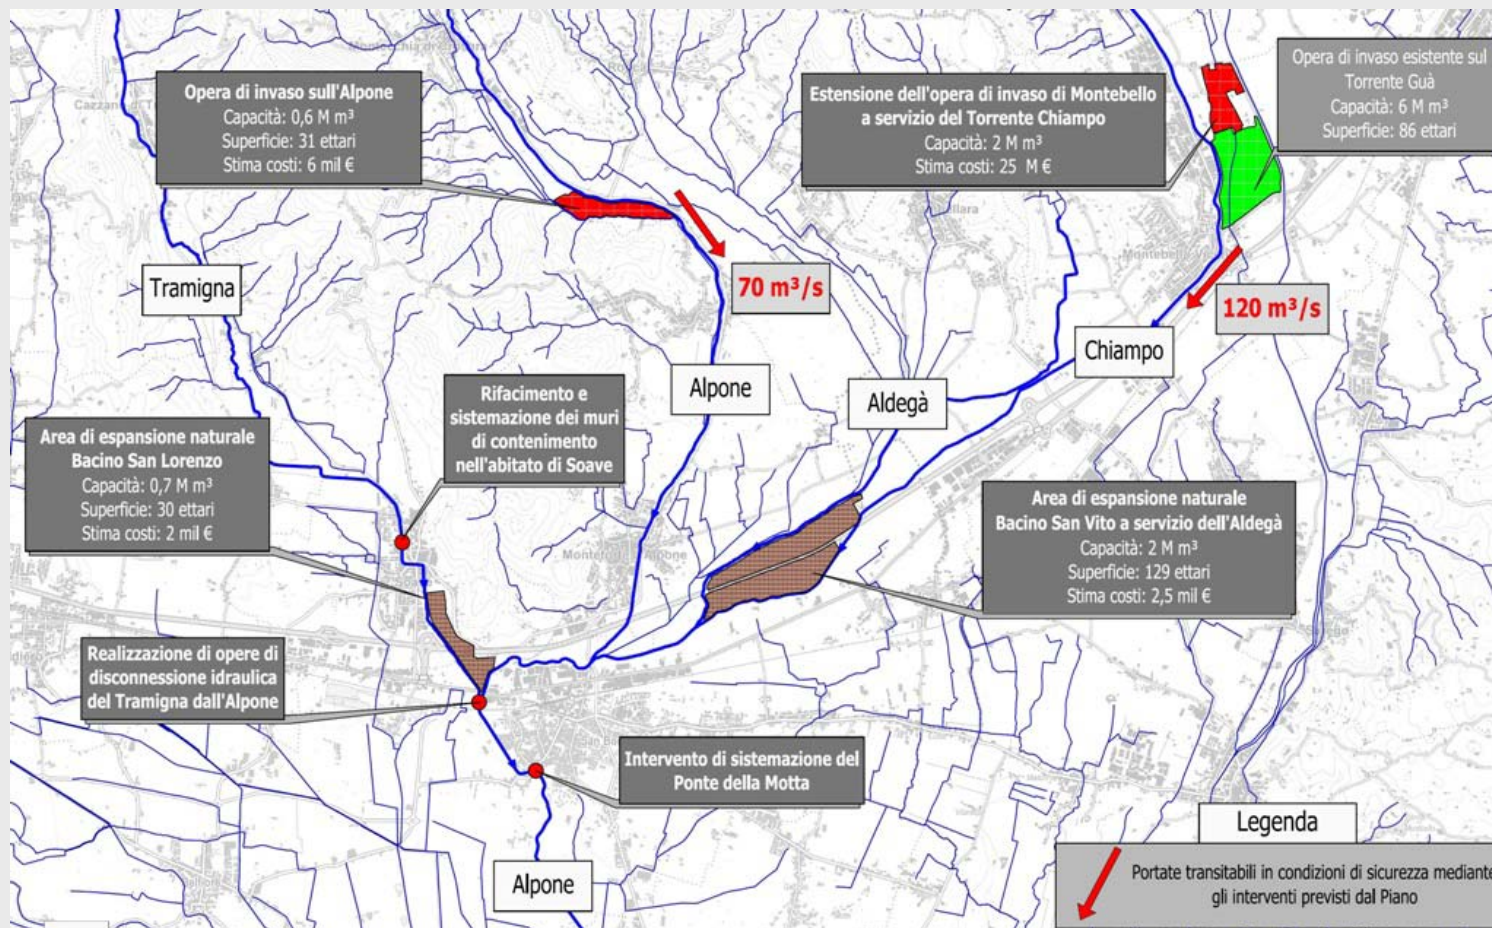 Opera di invaso sull'Alpone
Capacità: 0,6 M m³
Superficie: 31 ettari
Stima costi: 6 mil €
Estensione dell'opera di invaso di Montebello
a servizio del Torrente Chiampo
Capacità: 2 M m³
Stima costi: 25 M €
Opera di invaso esistente sul
Torrente Guà
Capacità: 6 M m³
Superficie: 86 ettari
Tramigna
70 m³/s
120 m³/s
Chiampo
Alpone
Aldegà
Rifacimento e
sistemazione dei muri
di contenimento
nell'abitato di Soave
Area di espansione naturale
Bacino San Lorenzo
Capacità: 0,7 M m³
Superficie: 30 ettari
Stima costi: 2 mil €
Area di espansione naturale
Bacino San Vito a servizio dell'Aldegà
Capacità: 2 M m³
Superficie: 129 ettari
Stima costi: 2,5 mil €
Realizzazione di opere di
disconnessione idraulica
del Tramigna dall'Alpone
Intervento di sistemazione del
Ponte della Motta
Alpone
Legenda
Portate transitabili in condizioni di sicurezza mediante
gli interventi previsti dal Piano